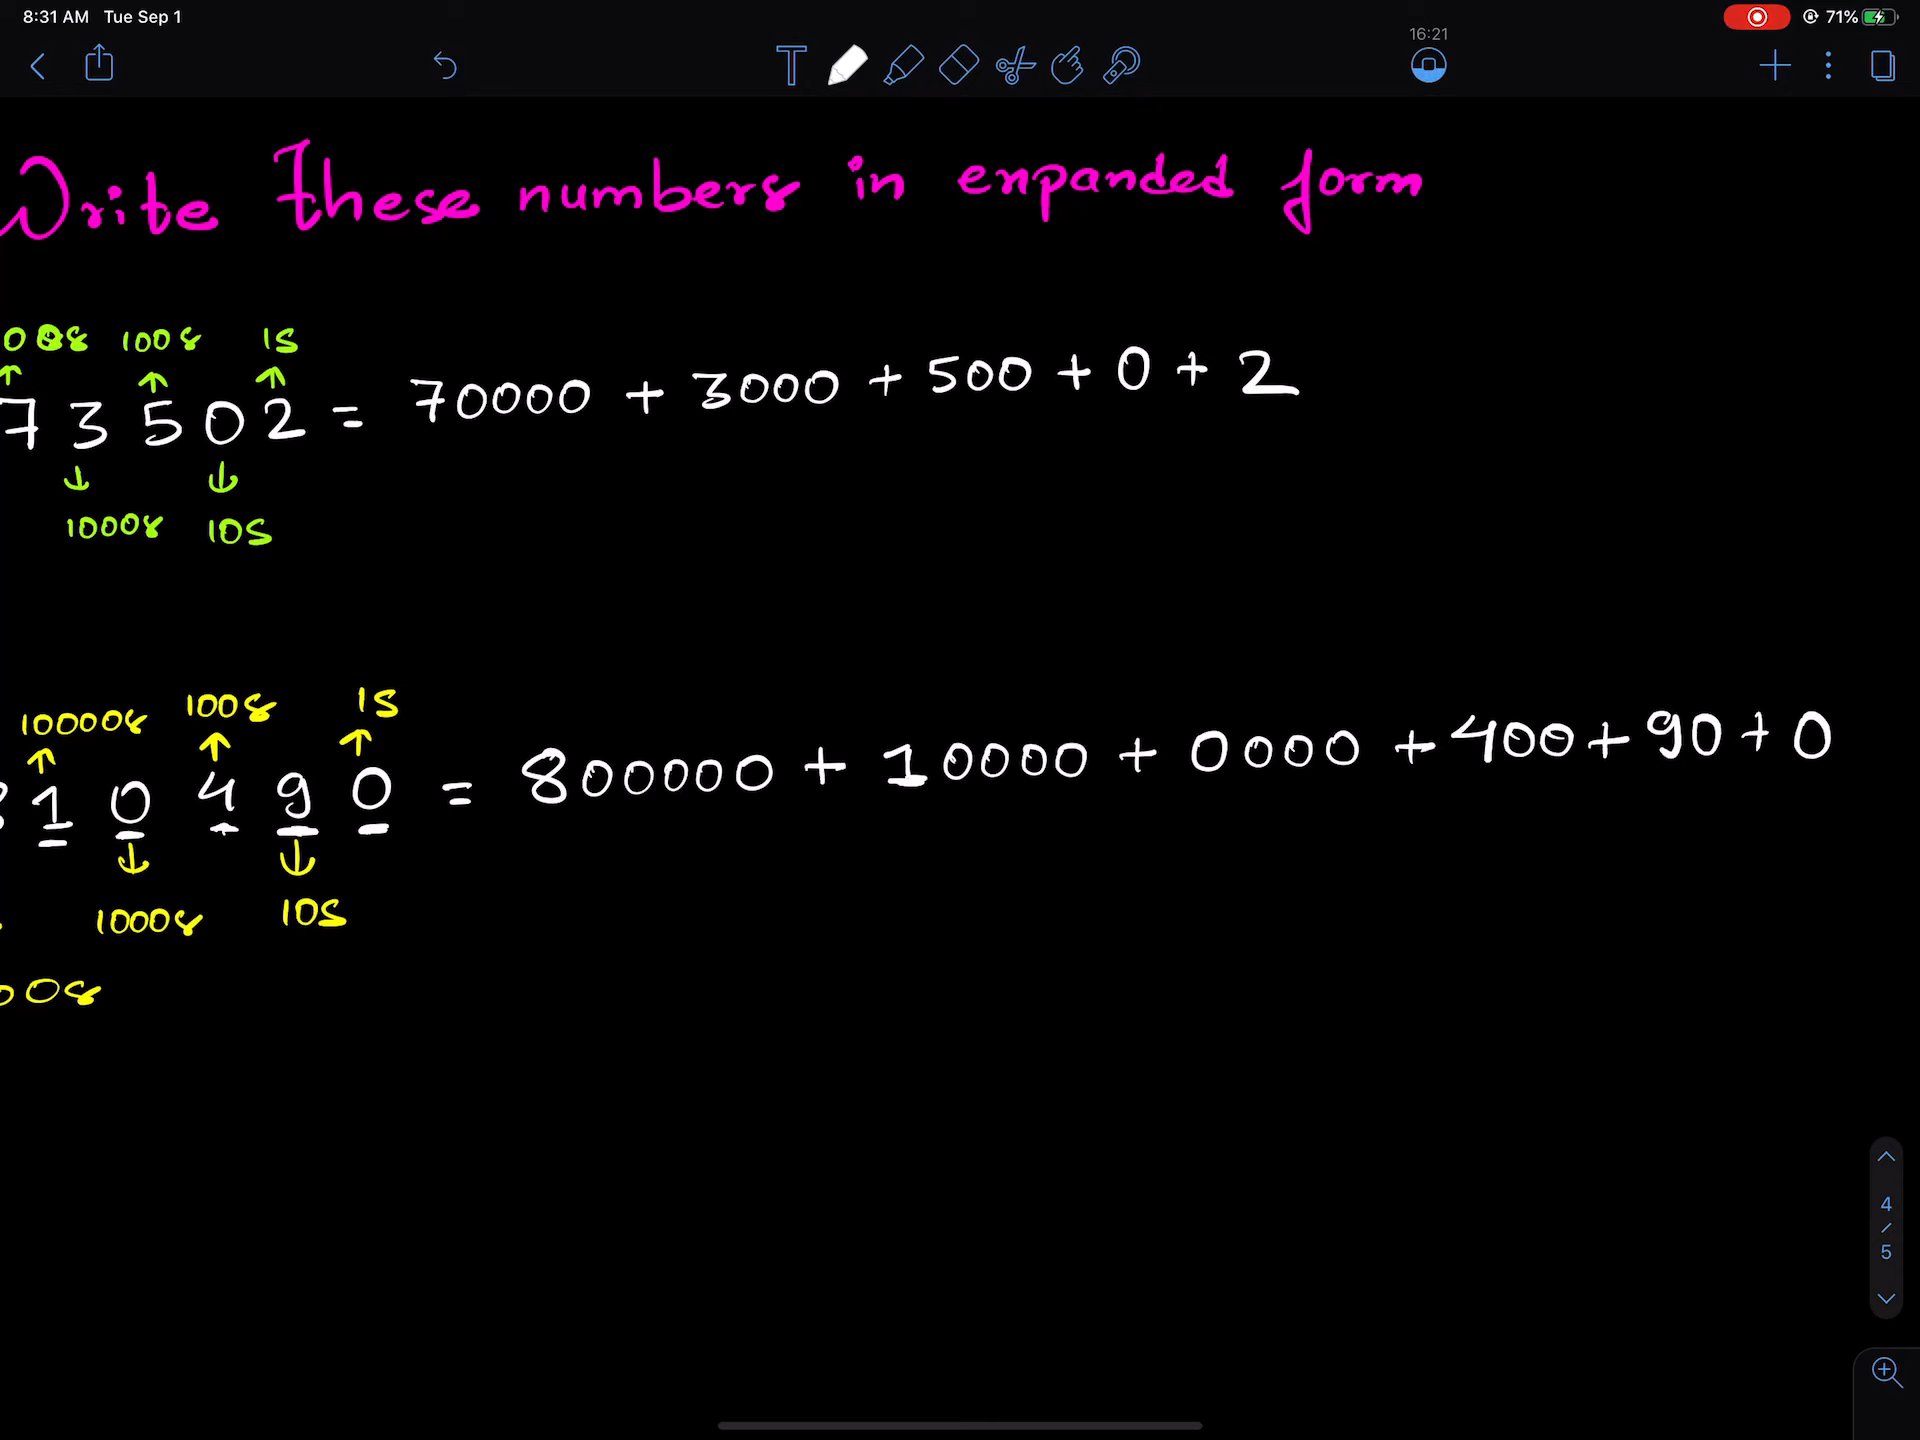 8:31 AM Tue Sep 1
71%
16:21
T
Write These numbers in expanded form
100s 1s
73502 = 70000 + 3000 + 500 + 0 + 2
1000s 10s
10000s 100s 1s
10490 = 800000 + 10000 + 0000 + 400 + 90 + 0
1000s 10s
00s
4
/
5